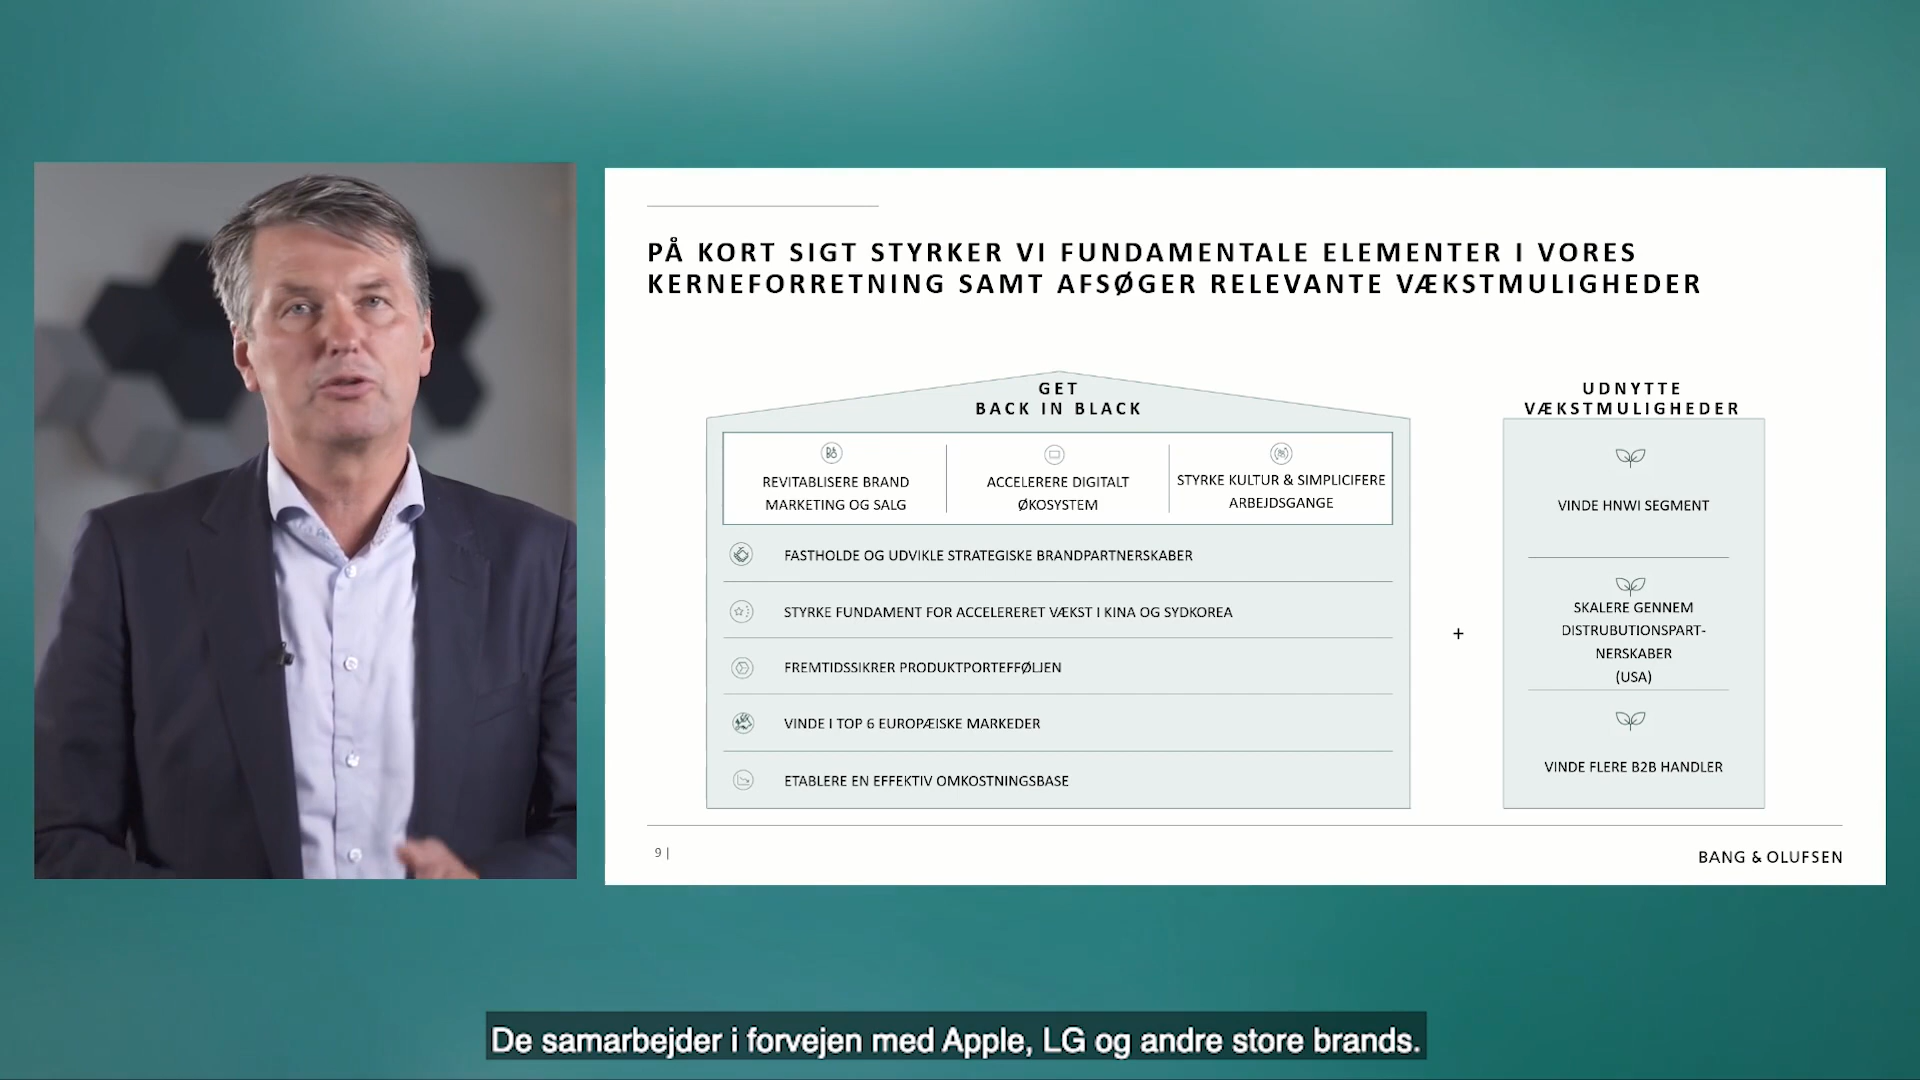 PÅ KORT SIGT STYRKER VI FUNDAMENTALE ELEMENTER I VORES
KERNEFORRETNING SAMT AFSØGER RELEVANTE VÆKSTMULIGHEDER
GET
BACK IN BLACK
REVITABLISERE BRAND
MARKETING OG SALG
ACCELERERE DIGITALT
ØKOSYSTEM
STYRKE KULTUR & SIMPLICIFERE
ARBEJDSGANGE
FASTHOLDE OG UDVIKLE STRATEGISKE BRANDPARTNERSKABER
STYRKE FUNDAMENT FOR ACCELERERET VÆKST I KINA OG SYDKOREA
FREMTIDSSIKRER PRODUKTPORTEFFØLJEN
VINDE I TOP 6 EUROPÆISKE MARKEDER
ETABLERE EN EFFEKTIV OMKOSTNINGSBASE
+
UDNYTTE
VÆKSTMULIGHEDER
VINDE HNWI SEGMENT
SKALERE GENNEM
DISTRUBUTIONSPART-
NERSKABER
(USA)
VINDE FLERE B2B HANDLER
9 |
BANG & OLUFSEN
De samarbejder i forvejen med Apple, LG og andre store brands.